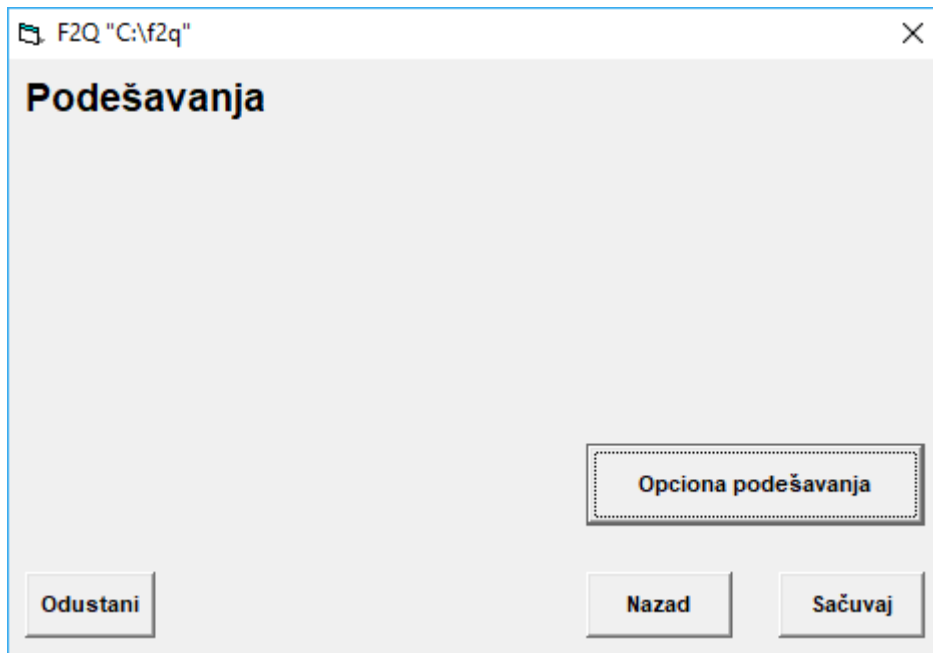 F2Q "C:\f2q"
Podešavanja
Opciona podešavanja
Odustani
Nazad
Sačuvaj